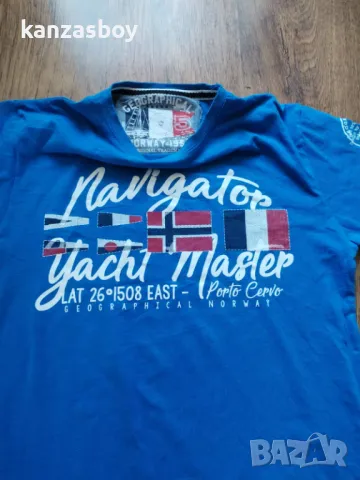 kanzasboy
GEOGRAPHICAL
NORWAY
Navigator
Yacht Master
LAT 26°1508 EAST - Porto Cervo
GEOGRAPHICAL NORWAY
BAZAR